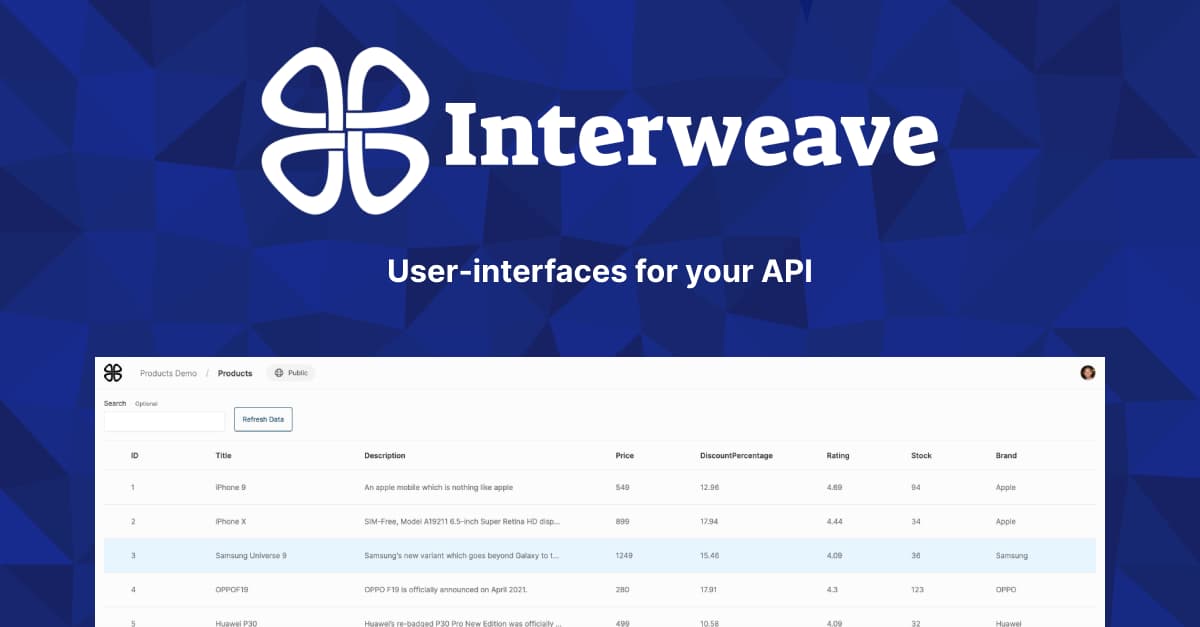 Interweave
User-interfaces for your API
Products Demo / Products Public
Search Optional
Refresh Data
ID Title Description Price DiscountPercentage Rating Stock Brand
1 iPhone 9 An apple mobile which is nothing like apple 549 12.96 4.69 94 Apple
2 iPhone X SIM-Free, Model A19211 6.5-inch Super Retina HD disp... 899 17.94 4.44 34 Apple
3 Samsung Universe 9 Samsung's new variant which goes beyond Galaxy to t... 1249 15.46 4.09 36 Samsung
4 OPPOF19 OPPO F19 is officially announced on April 2021. 280 17.91 4.3 123 OPPO
5 Huawei P30 Huawei's re-badged P30 Pro New Edition was officially ... 499 10.58 4.09 32 Huawei